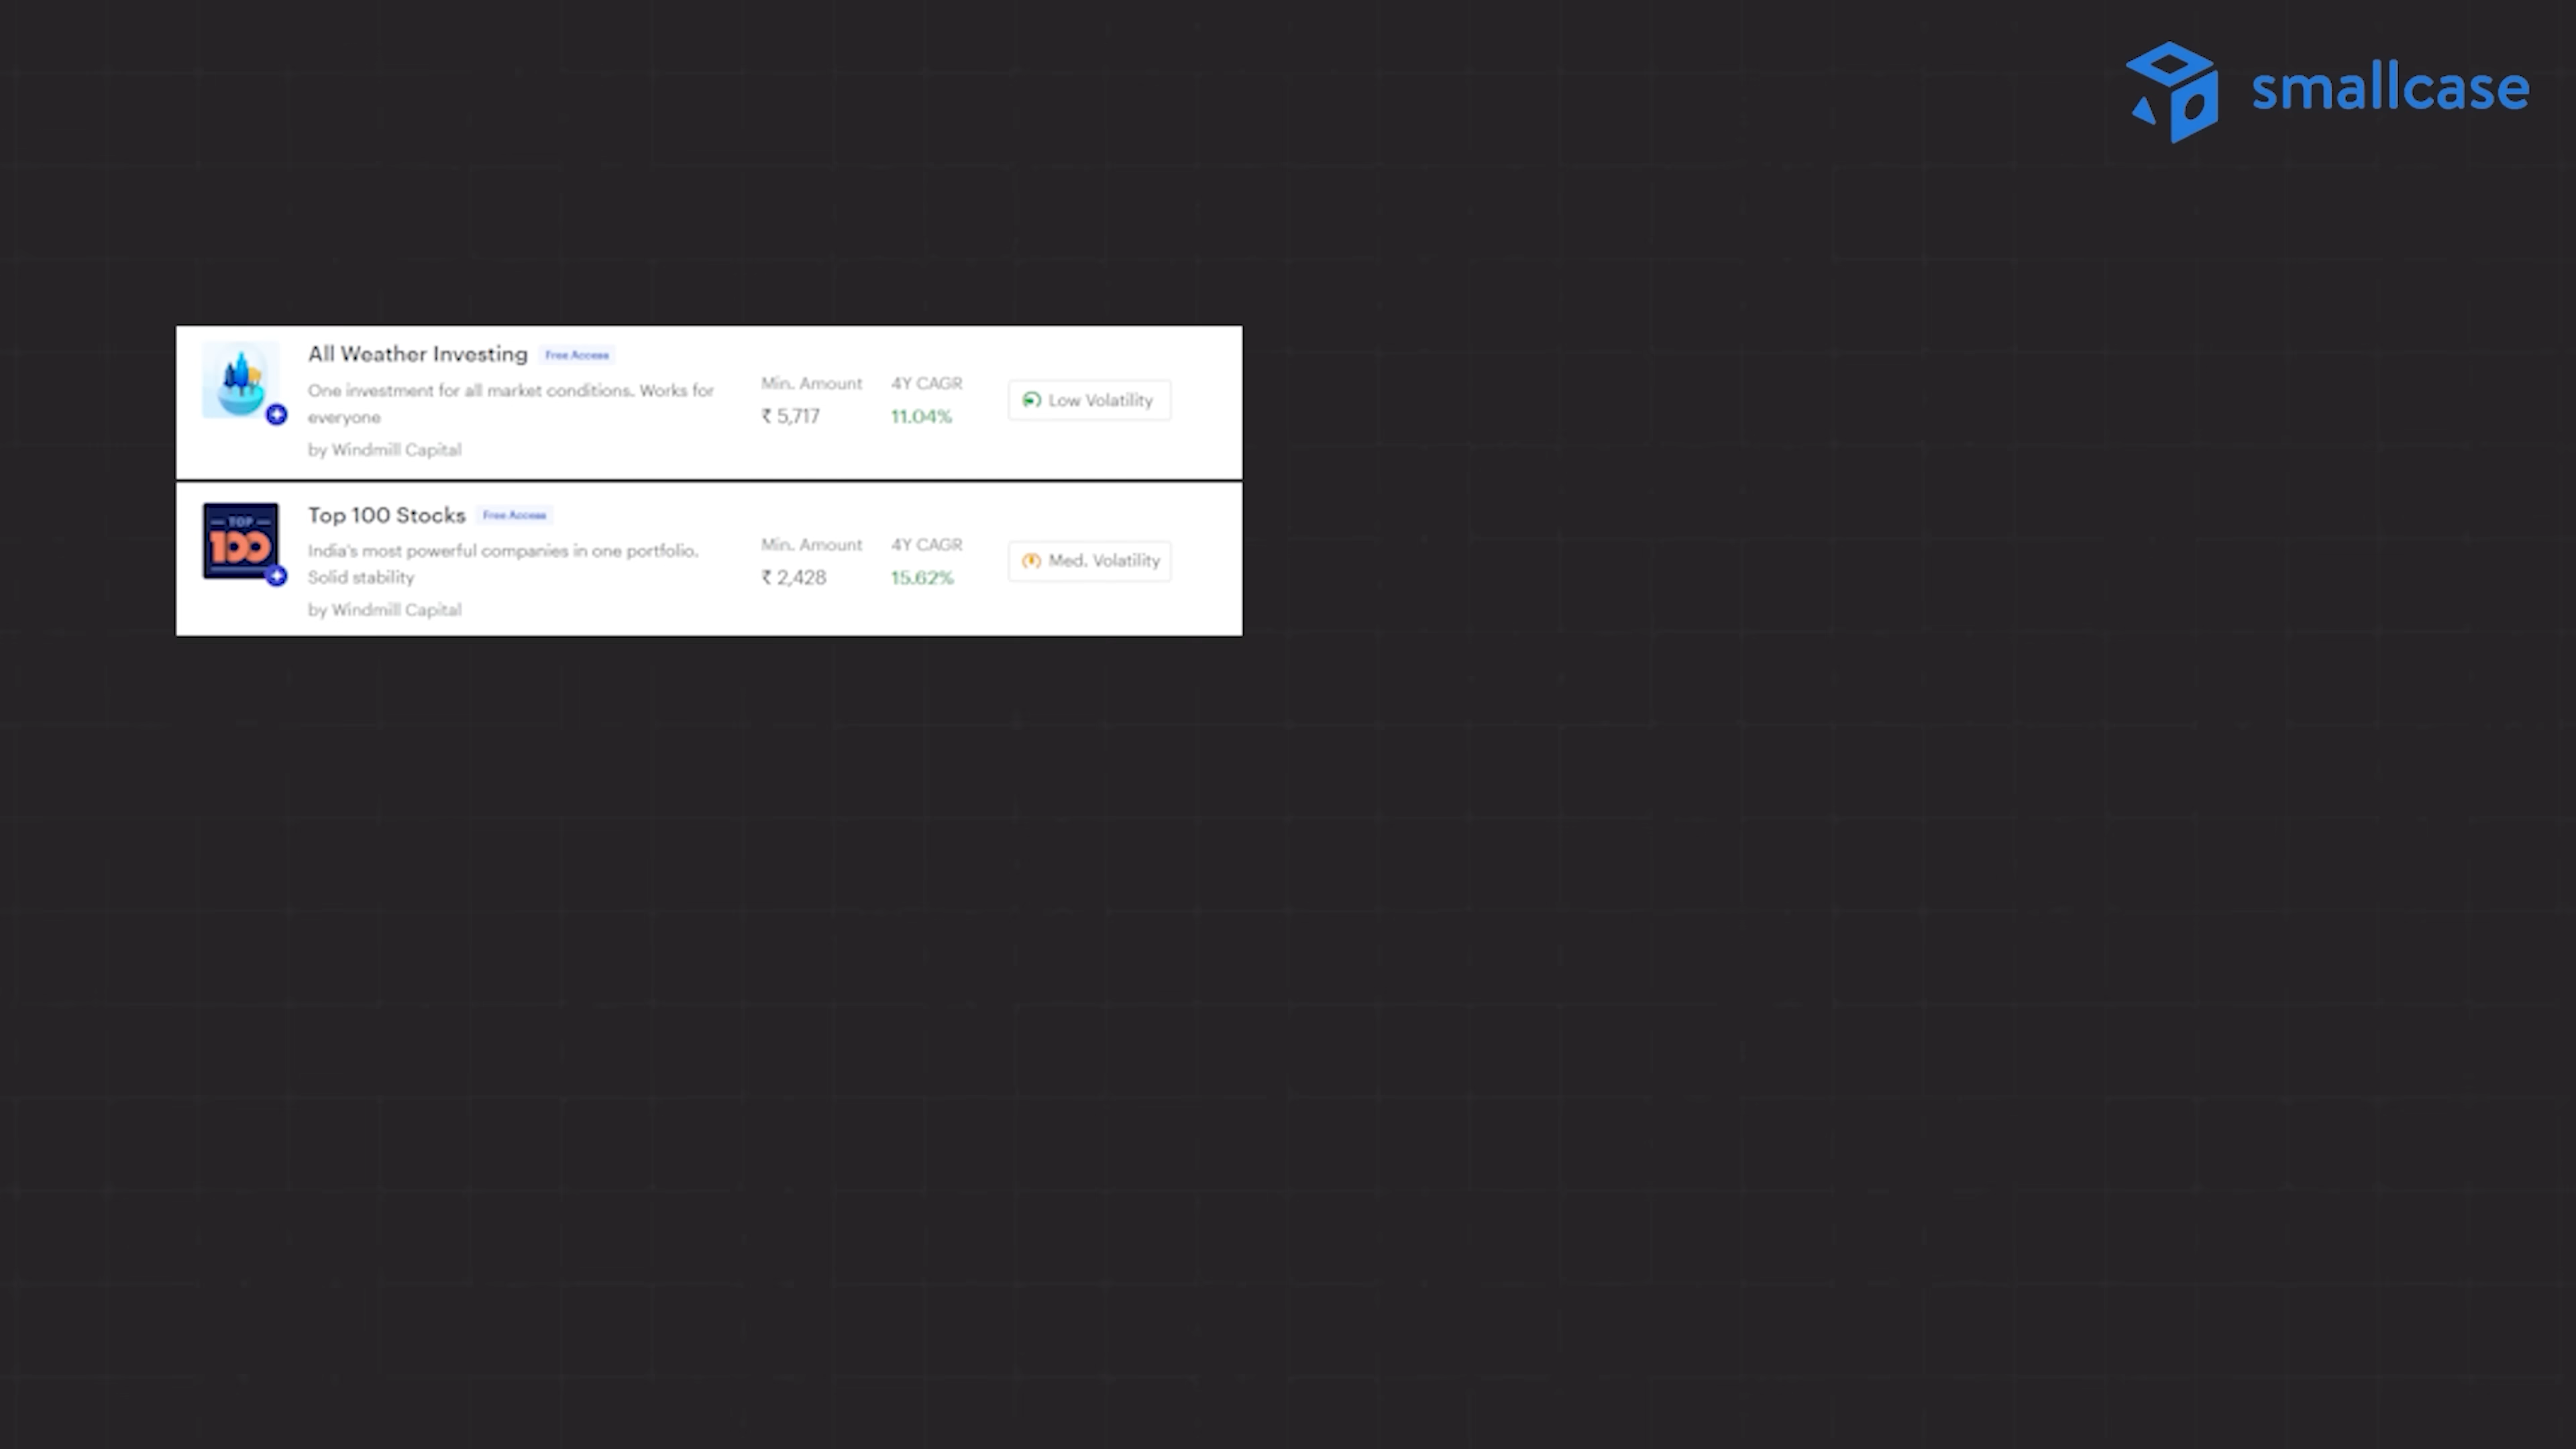 smallcase
All Weather Investing Free Access
One investment for all market conditions. Works for
everyone
by Windmill Capital
Min. Amount
₹ 5,717
4Y CAGR
11.04%
Low Volatility
TOP
100
Top 100 Stocks Free Access
India's most powerful companies in one portfolio.
Solid stability
by Windmill Capital
Min. Amount
₹ 2,428
4Y CAGR
15.62%
Med. Volatility